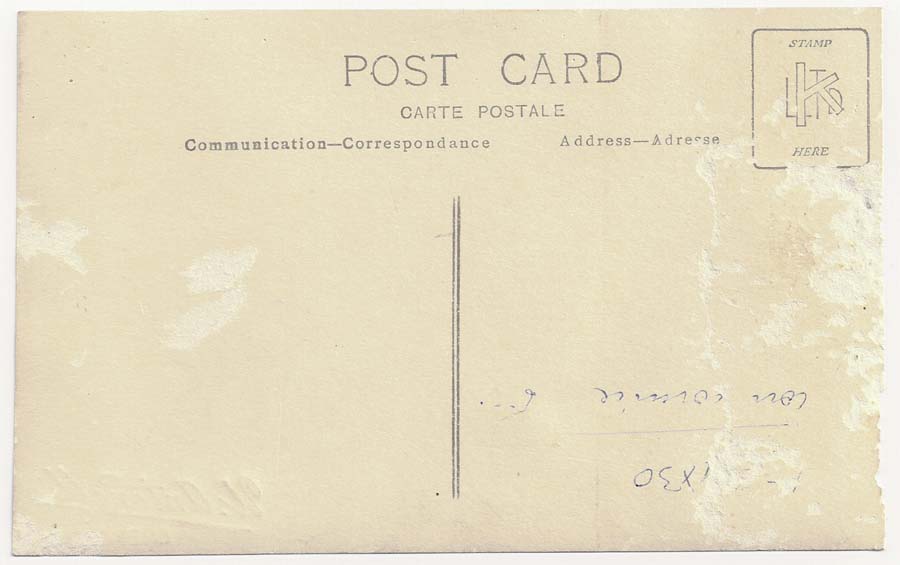 POST CARD
CARTE POSTALE
Communication—Correspondance
Address—Adresse
STAMP
HERE